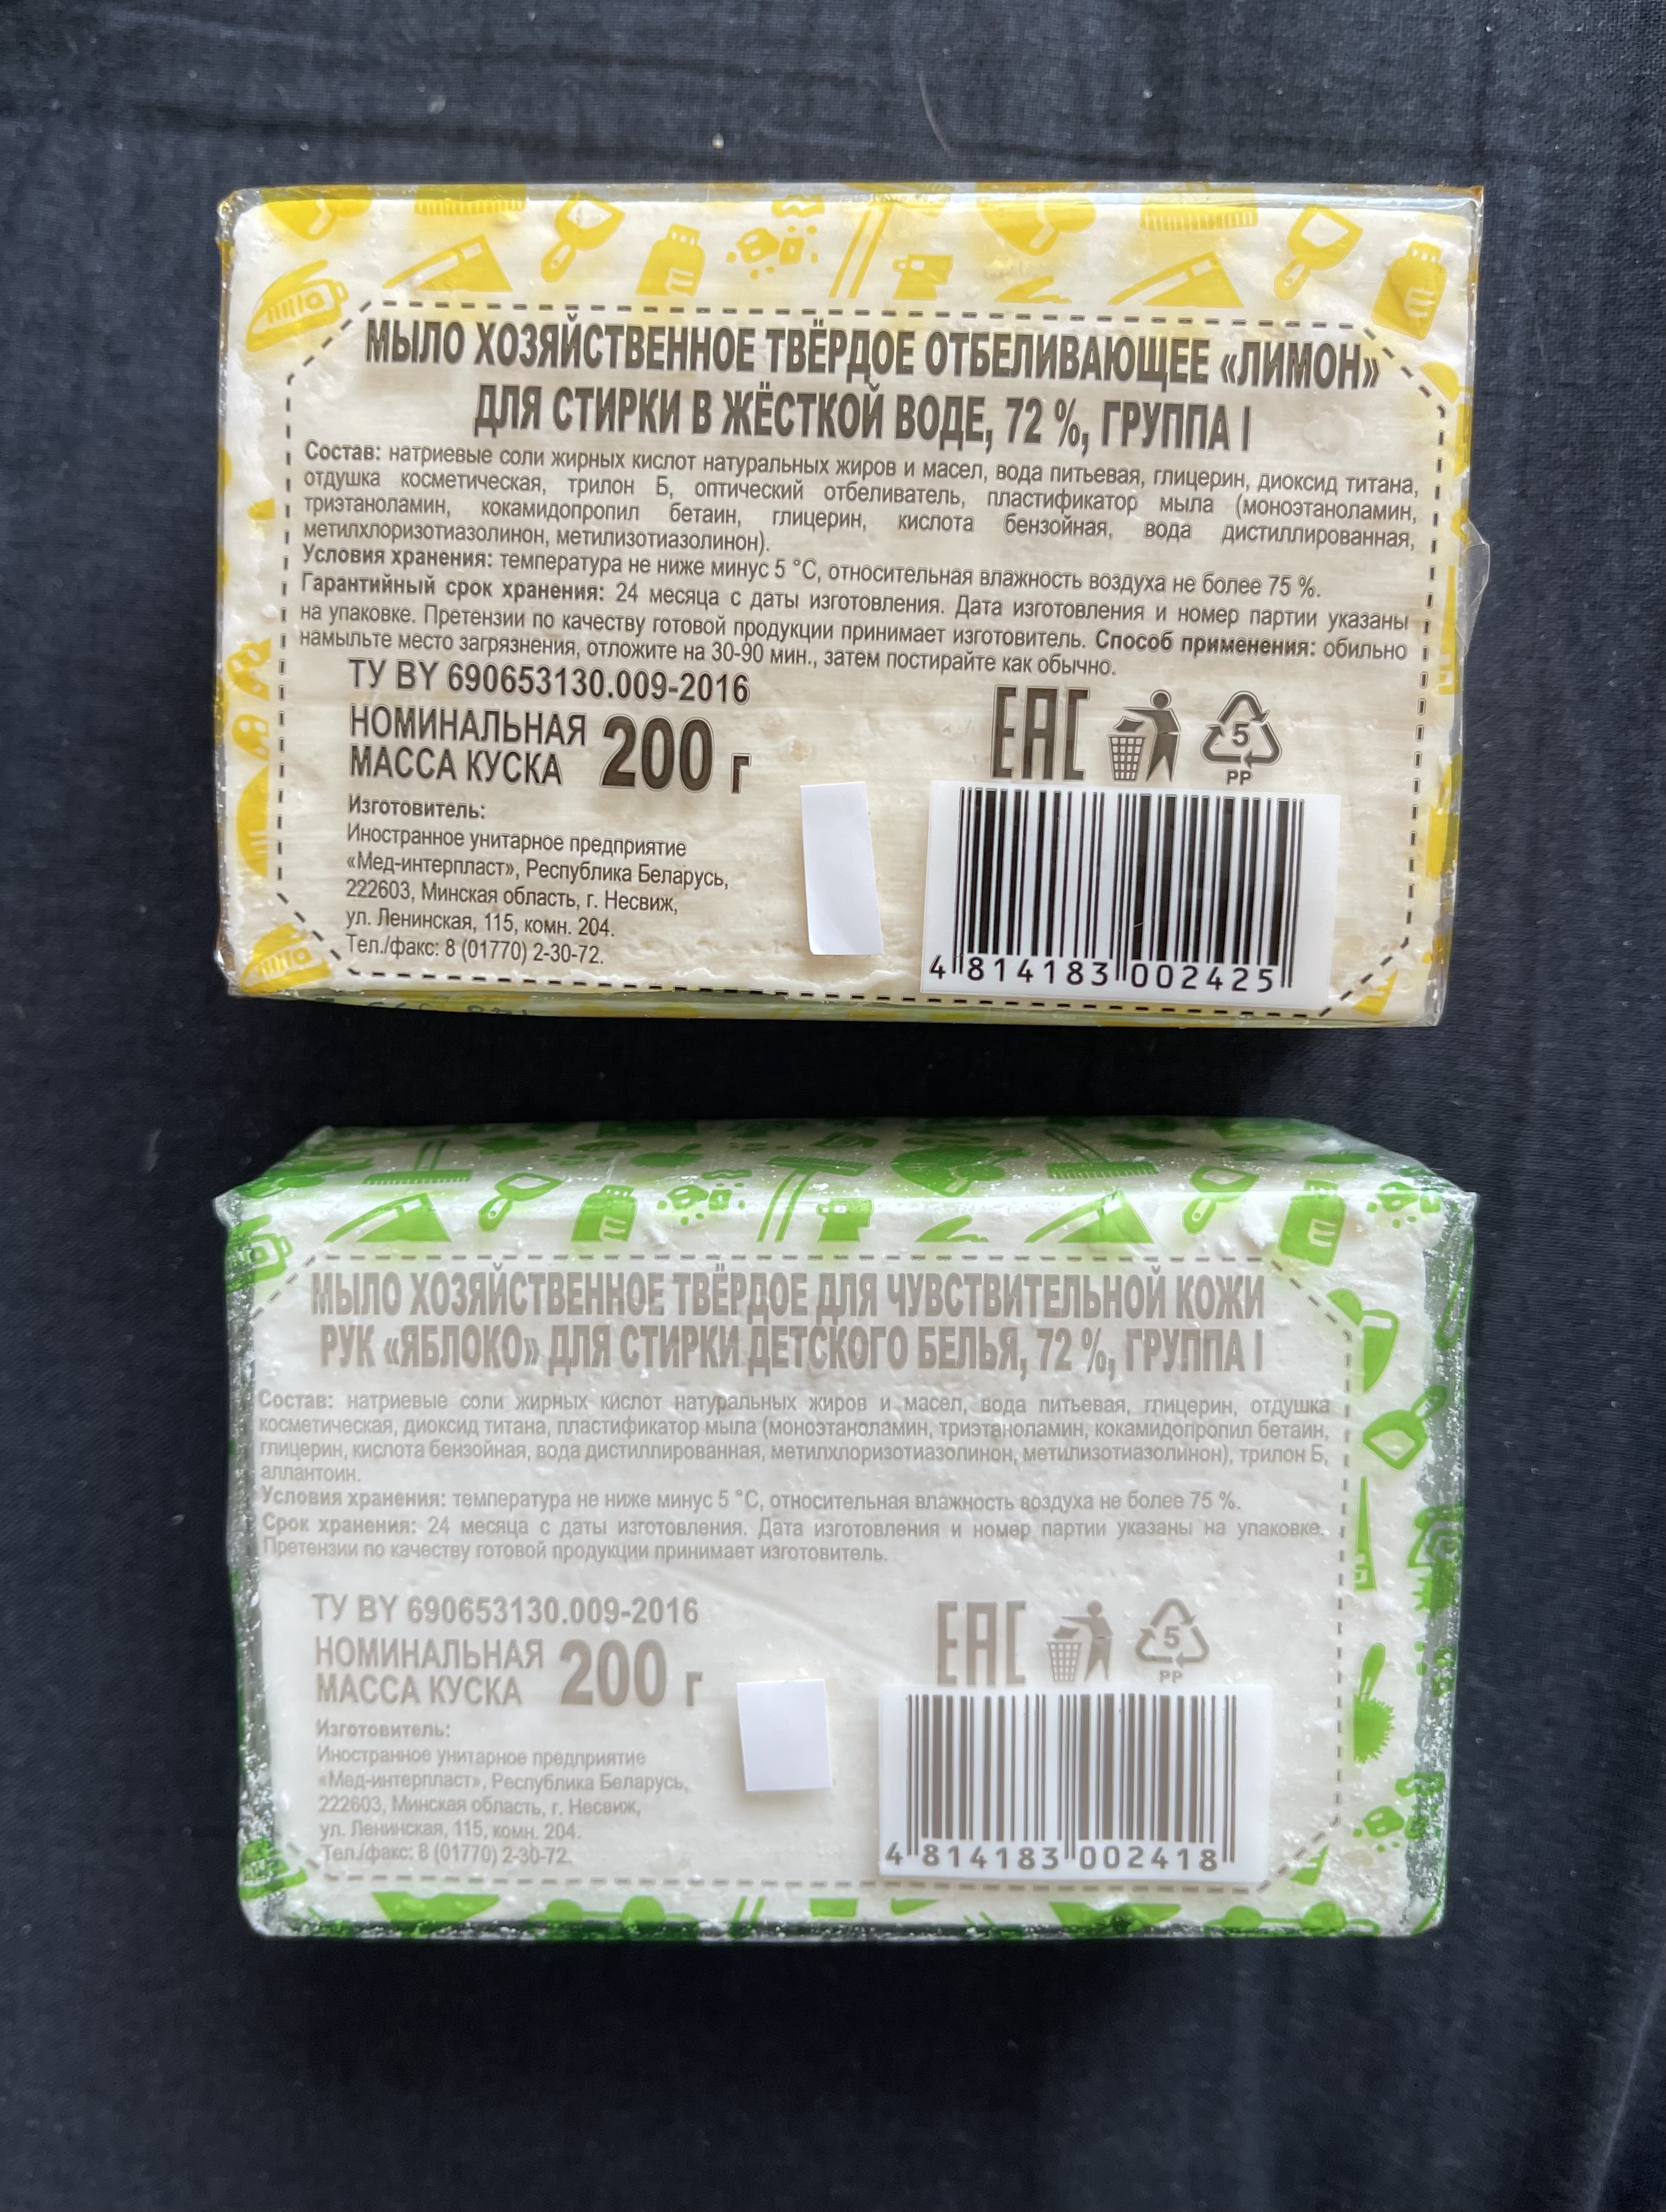 МЫЛО ХОЗЯЙСТВЕННОЕ ТВЁРДОЕ ОТБЕЛИВАЮЩЕЕ «ЛИМОН»
ДЛЯ СТИРКИ В ЖЁСТКОЙ ВОДЕ, 72 %, ГРУППА I
Состав: натриевые соли жирных кислот натуральных жиров и масел, вода питьевая, глицерин, диоксид титана,
отдушка косметическая, трилон Б, оптический отбеливатель, пластификатор мыла (моноэтаноламин,
триэтаноламин, кокамидопропил бетаин, глицерин, кислота бензойная, вода дистиллированная,
метилхлоризотиазолинон, метилизотиазолинон).
Условия хранения: температура не ниже минус 5 °С, относительная влажность воздуха не более 75 %.
Гарантийный срок хранения: 24 месяца с даты изготовления. Дата изготовления и номер партии указаны
на упаковке. Претензии по качеству готовой продукции принимает изготовитель. Способ применения: обильно
намыльте место загрязнения, отложите на 30-90 мин., затем постирайте как обычно.
ТУ BY 690653130.009-2016
НОМИНАЛЬНАЯ
МАССА КУСКА 200 г
EAC
5
PP
Изготовитель:
Иностранное унитарное предприятие
«Мед-интерпласт», Республика Беларусь,
222603, Минская область, г. Несвиж,
ул. Ленинская, 115, комн. 204.
Тел./факс: 8 (01770) 2-30-72.
4 814183 002425
МЫЛО ХОЗЯЙСТВЕННОЕ ТВЁРДОЕ ДЛЯ ЧУВСТВИТЕЛЬНОЙ КОЖИ
РУК «ЯБЛОКО» ДЛЯ СТИРКИ ДЕТСКОГО БЕЛЬЯ, 72 %, ГРУППА I
Состав: натриевые соли жирных кислот натуральных жиров и масел, вода питьевая, глицерин, отдушка
косметическая, диоксид титана, пластификатор мыла (моноэтаноламин, триэтаноламин, кокамидопропил бетаин,
глицерин, кислота бензойная, вода дистиллированная, метилхлоризотиазолинон, метилизотиазолинон), трилон Б,
аллантоин.
Условия хранения: температура не ниже минус 5 °С, относительная влажность воздуха не более 75 %.
Срок хранения: 24 месяца с даты изготовления. Дата изготовления и номер партии указаны на упаковке.
Претензии по качеству готовой продукции принимает изготовитель.
ТУ BY 690653130.009-2016
НОМИНАЛЬНАЯ
МАССА КУСКА 200 г
EAC
5
PP
Изготовитель:
Иностранное унитарное предприятие
«Мед-интерпласт», Республика Беларусь,
222603, Минская область, г. Несвиж,
ул. Ленинская, 115, комн. 204.
Тел./факс: 8 (01770) 2-30-72.
4 814183 002418